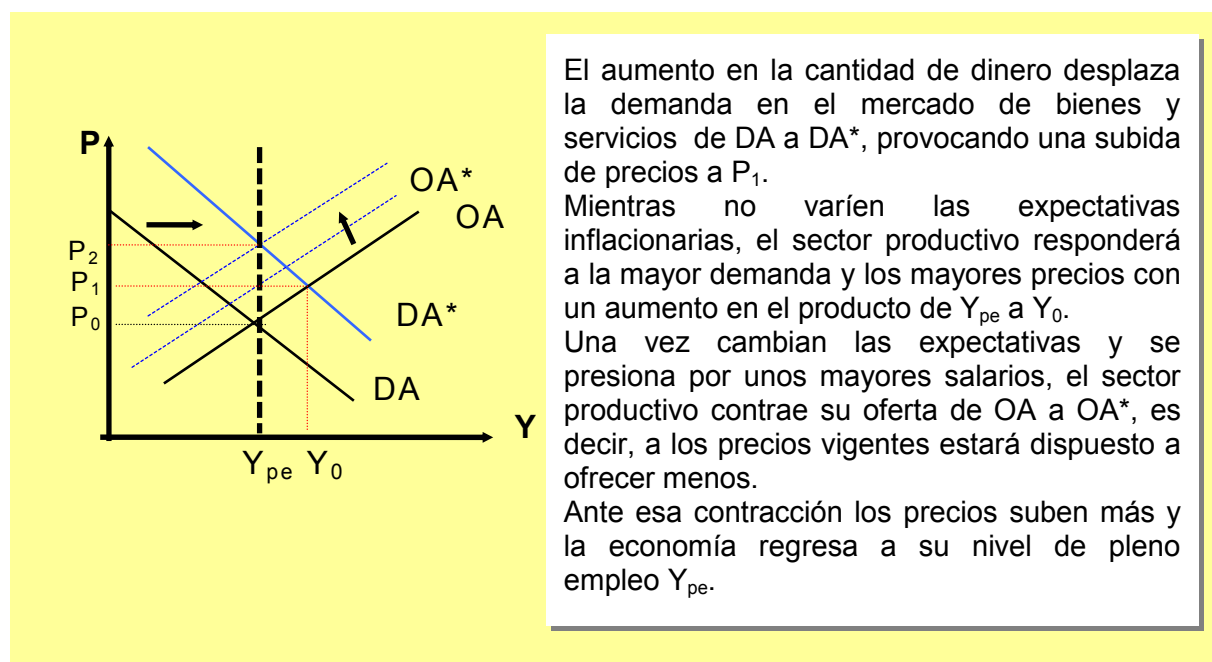 P
OA*
OA
P₂
P₁
P₀
DA*
DA
Y
Yₚₑ Y₀
El aumento en la cantidad de dinero desplaza
la demanda en el mercado de bienes y
servicios de DA a DA*, provocando una subida
de precios a P₁.
Mientras no varíen las expectativas
inflacionarias, el sector productivo responderá
a la mayor demanda y los mayores precios con
un aumento en el producto de Yₚₑ a Y₀.
Una vez cambian las expectativas y se
presiona por unos mayores salarios, el sector
productivo contrae su oferta de OA a OA*, es
decir, a los precios vigentes estará dispuesto a
ofrecer menos.
Ante esa contracción los precios suben más y
la economía regresa a su nivel de pleno
empleo Yₚₑ.